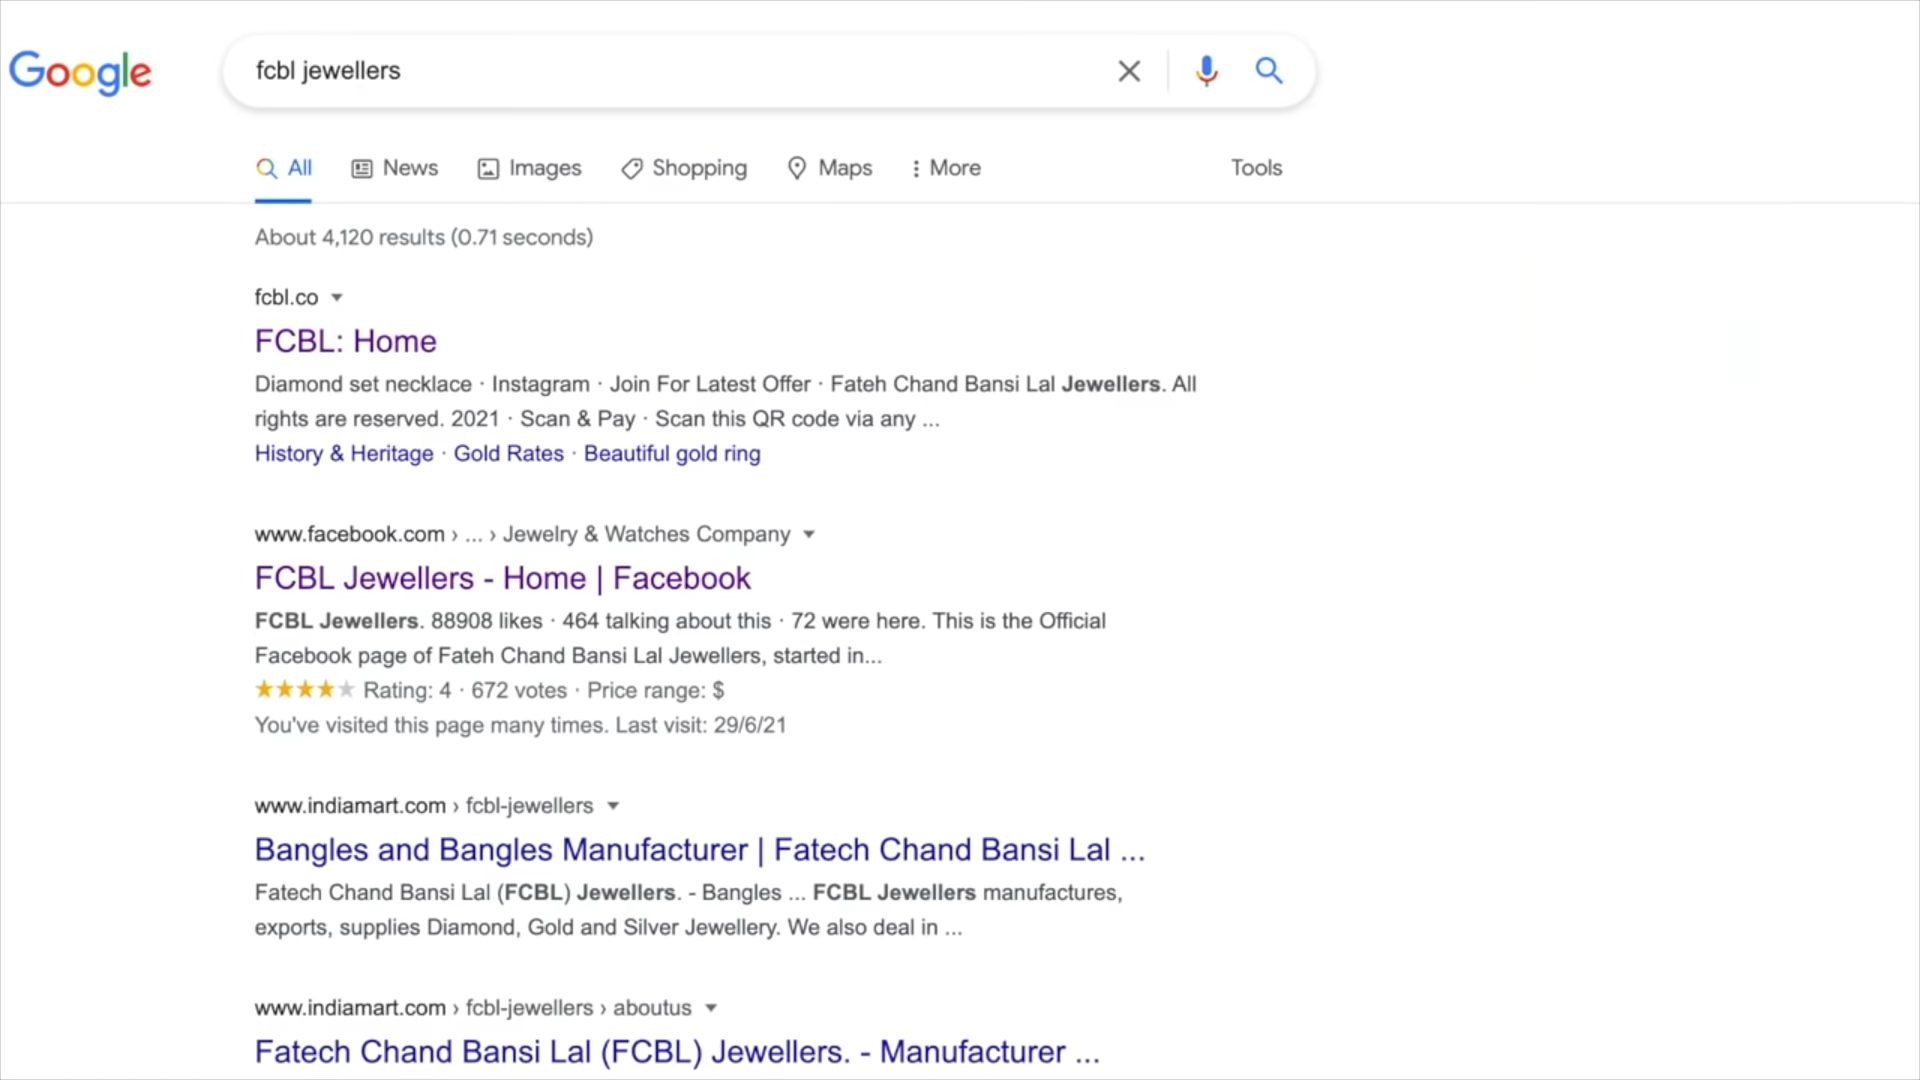 Google
fcbl jewellers
All News Images Shopping Maps More Tools
About 4,120 results (0.71 seconds)
fcbl.co
FCBL: Home
Diamond set necklace · Instagram · Join For Latest Offer · Fateh Chand Bansi Lal Jewellers. All
rights are reserved. 2021 · Scan & Pay · Scan this QR code via any ...
History & Heritage · Gold Rates · Beautiful gold ring
www.facebook.com › ... › Jewelry & Watches Company
FCBL Jewellers - Home | Facebook
FCBL Jewellers. 88908 likes · 464 talking about this · 72 were here. This is the Official
Facebook page of Fateh Chand Bansi Lal Jewellers, started in...
Rating: 4 · 672 votes · Price range: $
You've visited this page many times. Last visit: 29/6/21
www.indiamart.com › fcbl-jewellers
Bangles and Bangles Manufacturer | Fatech Chand Bansi Lal ...
Fatech Chand Bansi Lal (FCBL) Jewellers. - Bangles ... FCBL Jewellers manufactures,
exports, supplies Diamond, Gold and Silver Jewellery. We also deal in ...
www.indiamart.com › fcbl-jewellers › aboutus
Fatech Chand Bansi Lal (FCBL) Jewellers. - Manufacturer ...